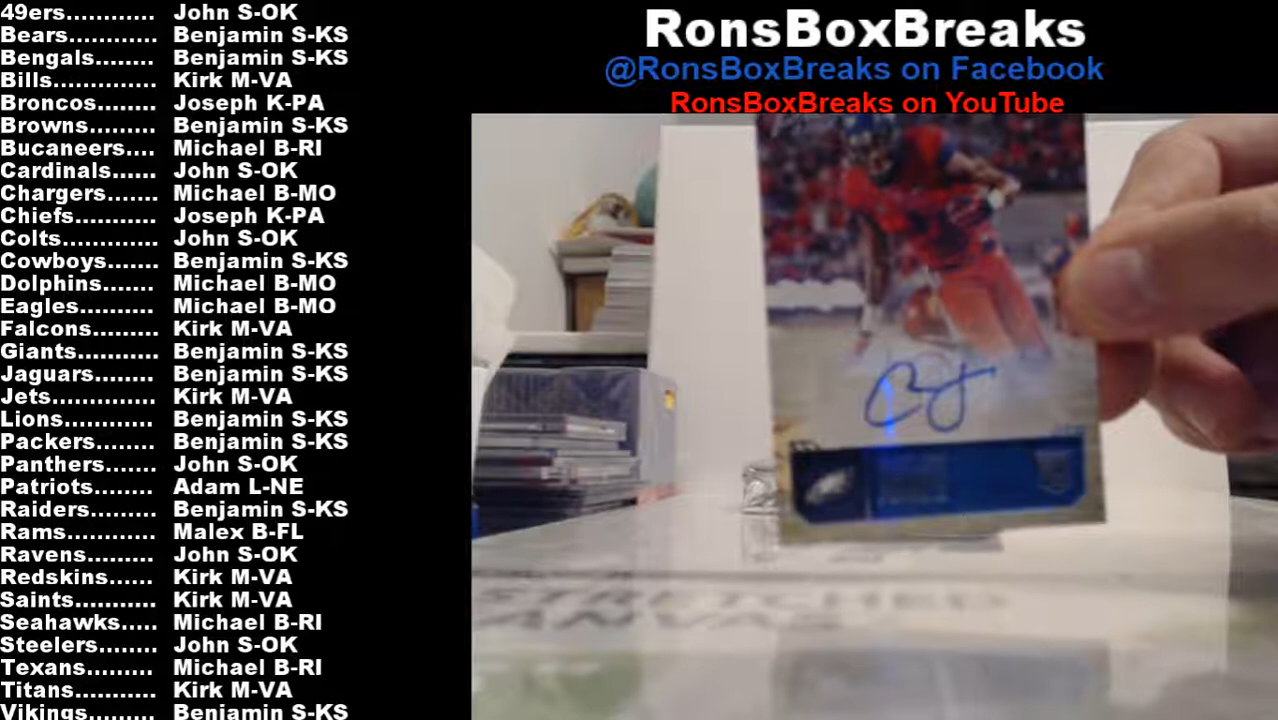 49ers............ John S-OK
Bears............ Benjamin S-KS
Bengals........ Benjamin S-KS
Bills............. Kirk M-VA
Broncos........ Joseph K-PA
Browns......... Benjamin S-KS
Bucaneers.... Michael B-RI
Cardinals...... John S-OK
Chargers....... Michael B-MO
Chiefs........... Joseph K-PA
Colts............. John S-OK
Cowboys....... Benjamin S-KS
Dolphins....... Michael B-MO
Eagles.......... Michael B-MO
Falcons......... Kirk M-VA
Giants........... Benjamin S-KS
Jaguars........ Benjamin S-KS
Jets.............. Kirk M-VA
Lions............ Benjamin S-KS
Packers........ Benjamin S-KS
Panthers....... John S-OK
Patriots........ Adam L-NE
Raiders......... Benjamin S-KS
Rams............ Malex B-FL
Ravens.......... John S-OK
Redskins...... Kirk M-VA
Saints........... Kirk M-VA
Seahawks..... Michael B-RI
Steelers........ John S-OK
Texans......... Michael B-RI
Titans........... Kirk M-VA
Vikings......... Benjamin S-KS
RonsBoxBreaks
@RonsBoxBreaks on Facebook
RonsBoxBreaks on YouTube
STRETCHED
CANVAS